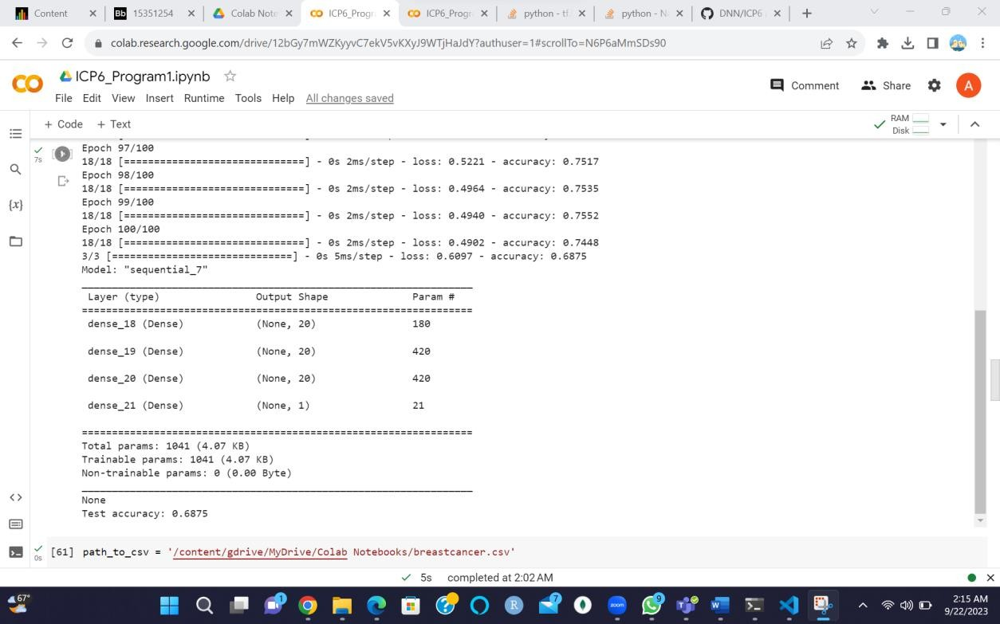 Content
Bb 15351254
Colab Note
ICP6_Progr
ICP6_Progr
python - tf.
python - N
DNN/ICP6
colab.research.google.com/drive/12bGy7mWZKyyvC7ekV5vKXyJ9WTjHaJdY?authuser=1#scrollTo=N6P6aMmSDs90
ICP6_Program1.ipynb
Comment
Share
A
File Edit View Insert Runtime Tools Help All changes saved
+ Code + Text
RAM
Disk
7s
Epoch 97/100
18/18 [==============================] - 0s 2ms/step - loss: 0.5221 - accuracy: 0.7517
Epoch 98/100
18/18 [==============================] - 0s 2ms/step - loss: 0.4964 - accuracy: 0.7535
Epoch 99/100
{x}
18/18 [==============================] - 0s 2ms/step - loss: 0.4940 - accuracy: 0.7552
Epoch 100/100
18/18 [==============================] - 0s 2ms/step - loss: 0.4902 - accuracy: 0.7448
3/3 [==============================] - 0s 5ms/step - loss: 0.6097 - accuracy: 0.6875
Model: "sequential_7"
_________________________________________________________________
Layer (type) Output Shape Param #
=================================================================
dense_18 (Dense) (None, 20) 180
dense_19 (Dense) (None, 20) 420
dense_20 (Dense) (None, 20) 420
dense_21 (Dense) (None, 1) 21
=================================================================
Total params: 1041 (4.07 KB)
Trainable params: 1041 (4.07 KB)
Non-trainable params: 0 (0.00 Byte)
_________________________________________________________________
None
Test accuracy: 0.6875
0s
[61] path_to_csv = '/content/gdrive/MyDrive/Colab Notebooks/breastcancer.csv'
5s completed at 2:02 AM
67°
1
R
7
zoom
9
2:15 AM
9/22/2023